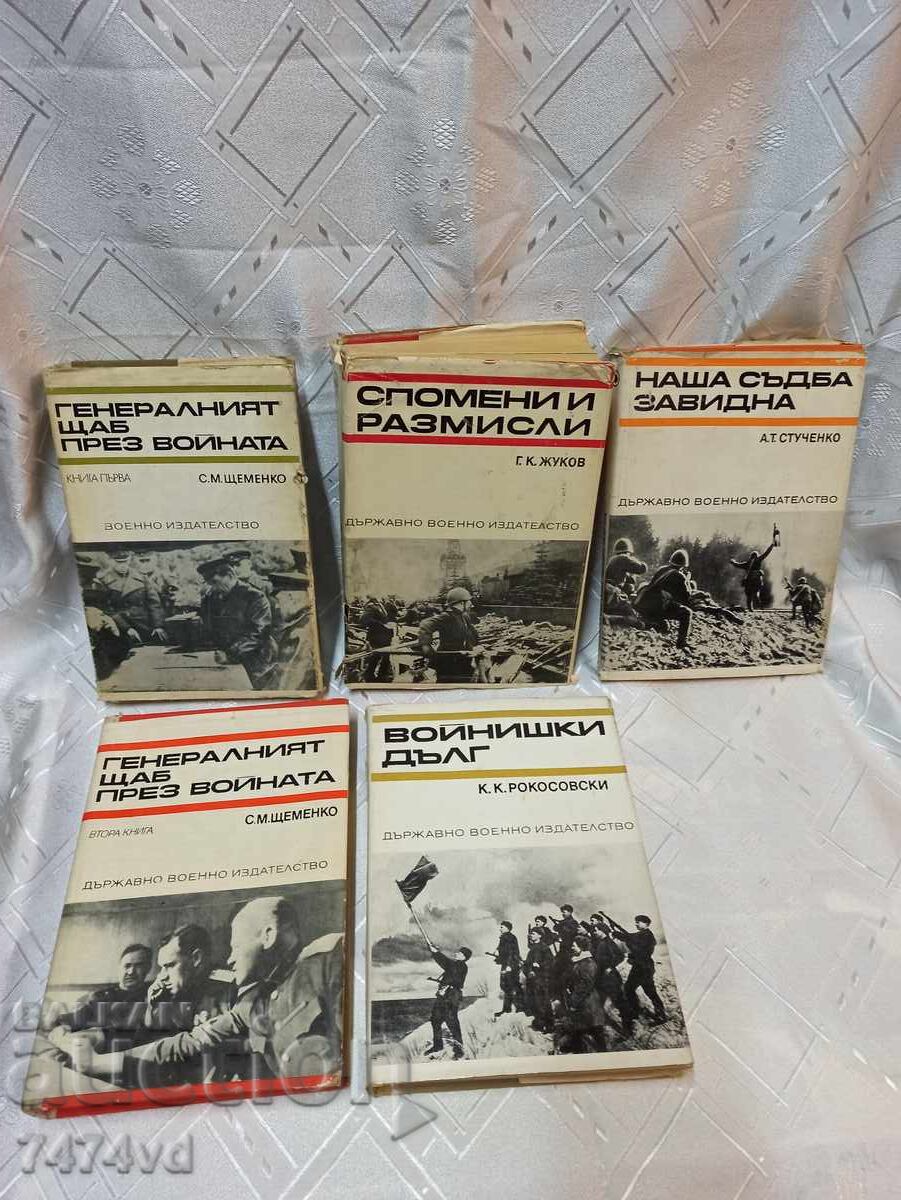 ГЕНЕРАЛНИЯТ
ЩАБ
ПРЕЗ ВОЙНАТА
КНИГА ПЪРВА
С.М.ЩЕМЕНКО
ВОЕННО ИЗДАТЕЛСТВО
СПОМЕНИ И
РАЗМИСЛИ
Г.К.ЖУКОВ
ДЪРЖАВНО ВОЕННО ИЗДАТЕЛСТВО
НАША СЪДБА
ЗАВИДНА
А.Т.СТУЧЕНКО
ДЪРЖАВНО ВОЕННО ИЗДАТЕЛСТВО
ГЕНЕРАЛНИЯТ
ЩАБ
ПРЕЗ ВОЙНАТА
ВТОРА КНИГА
С.М.ЩЕМЕНКО
ДЪРЖАВНО ВОЕННО ИЗДАТЕЛСТВО
ВОЙНИШКИ
ДЪЛГ
К.К.РОКОСОВСКИ
ДЪРЖАВНО ВОЕННО ИЗДАТЕЛСТВО
BALKAN
auction
7474vd